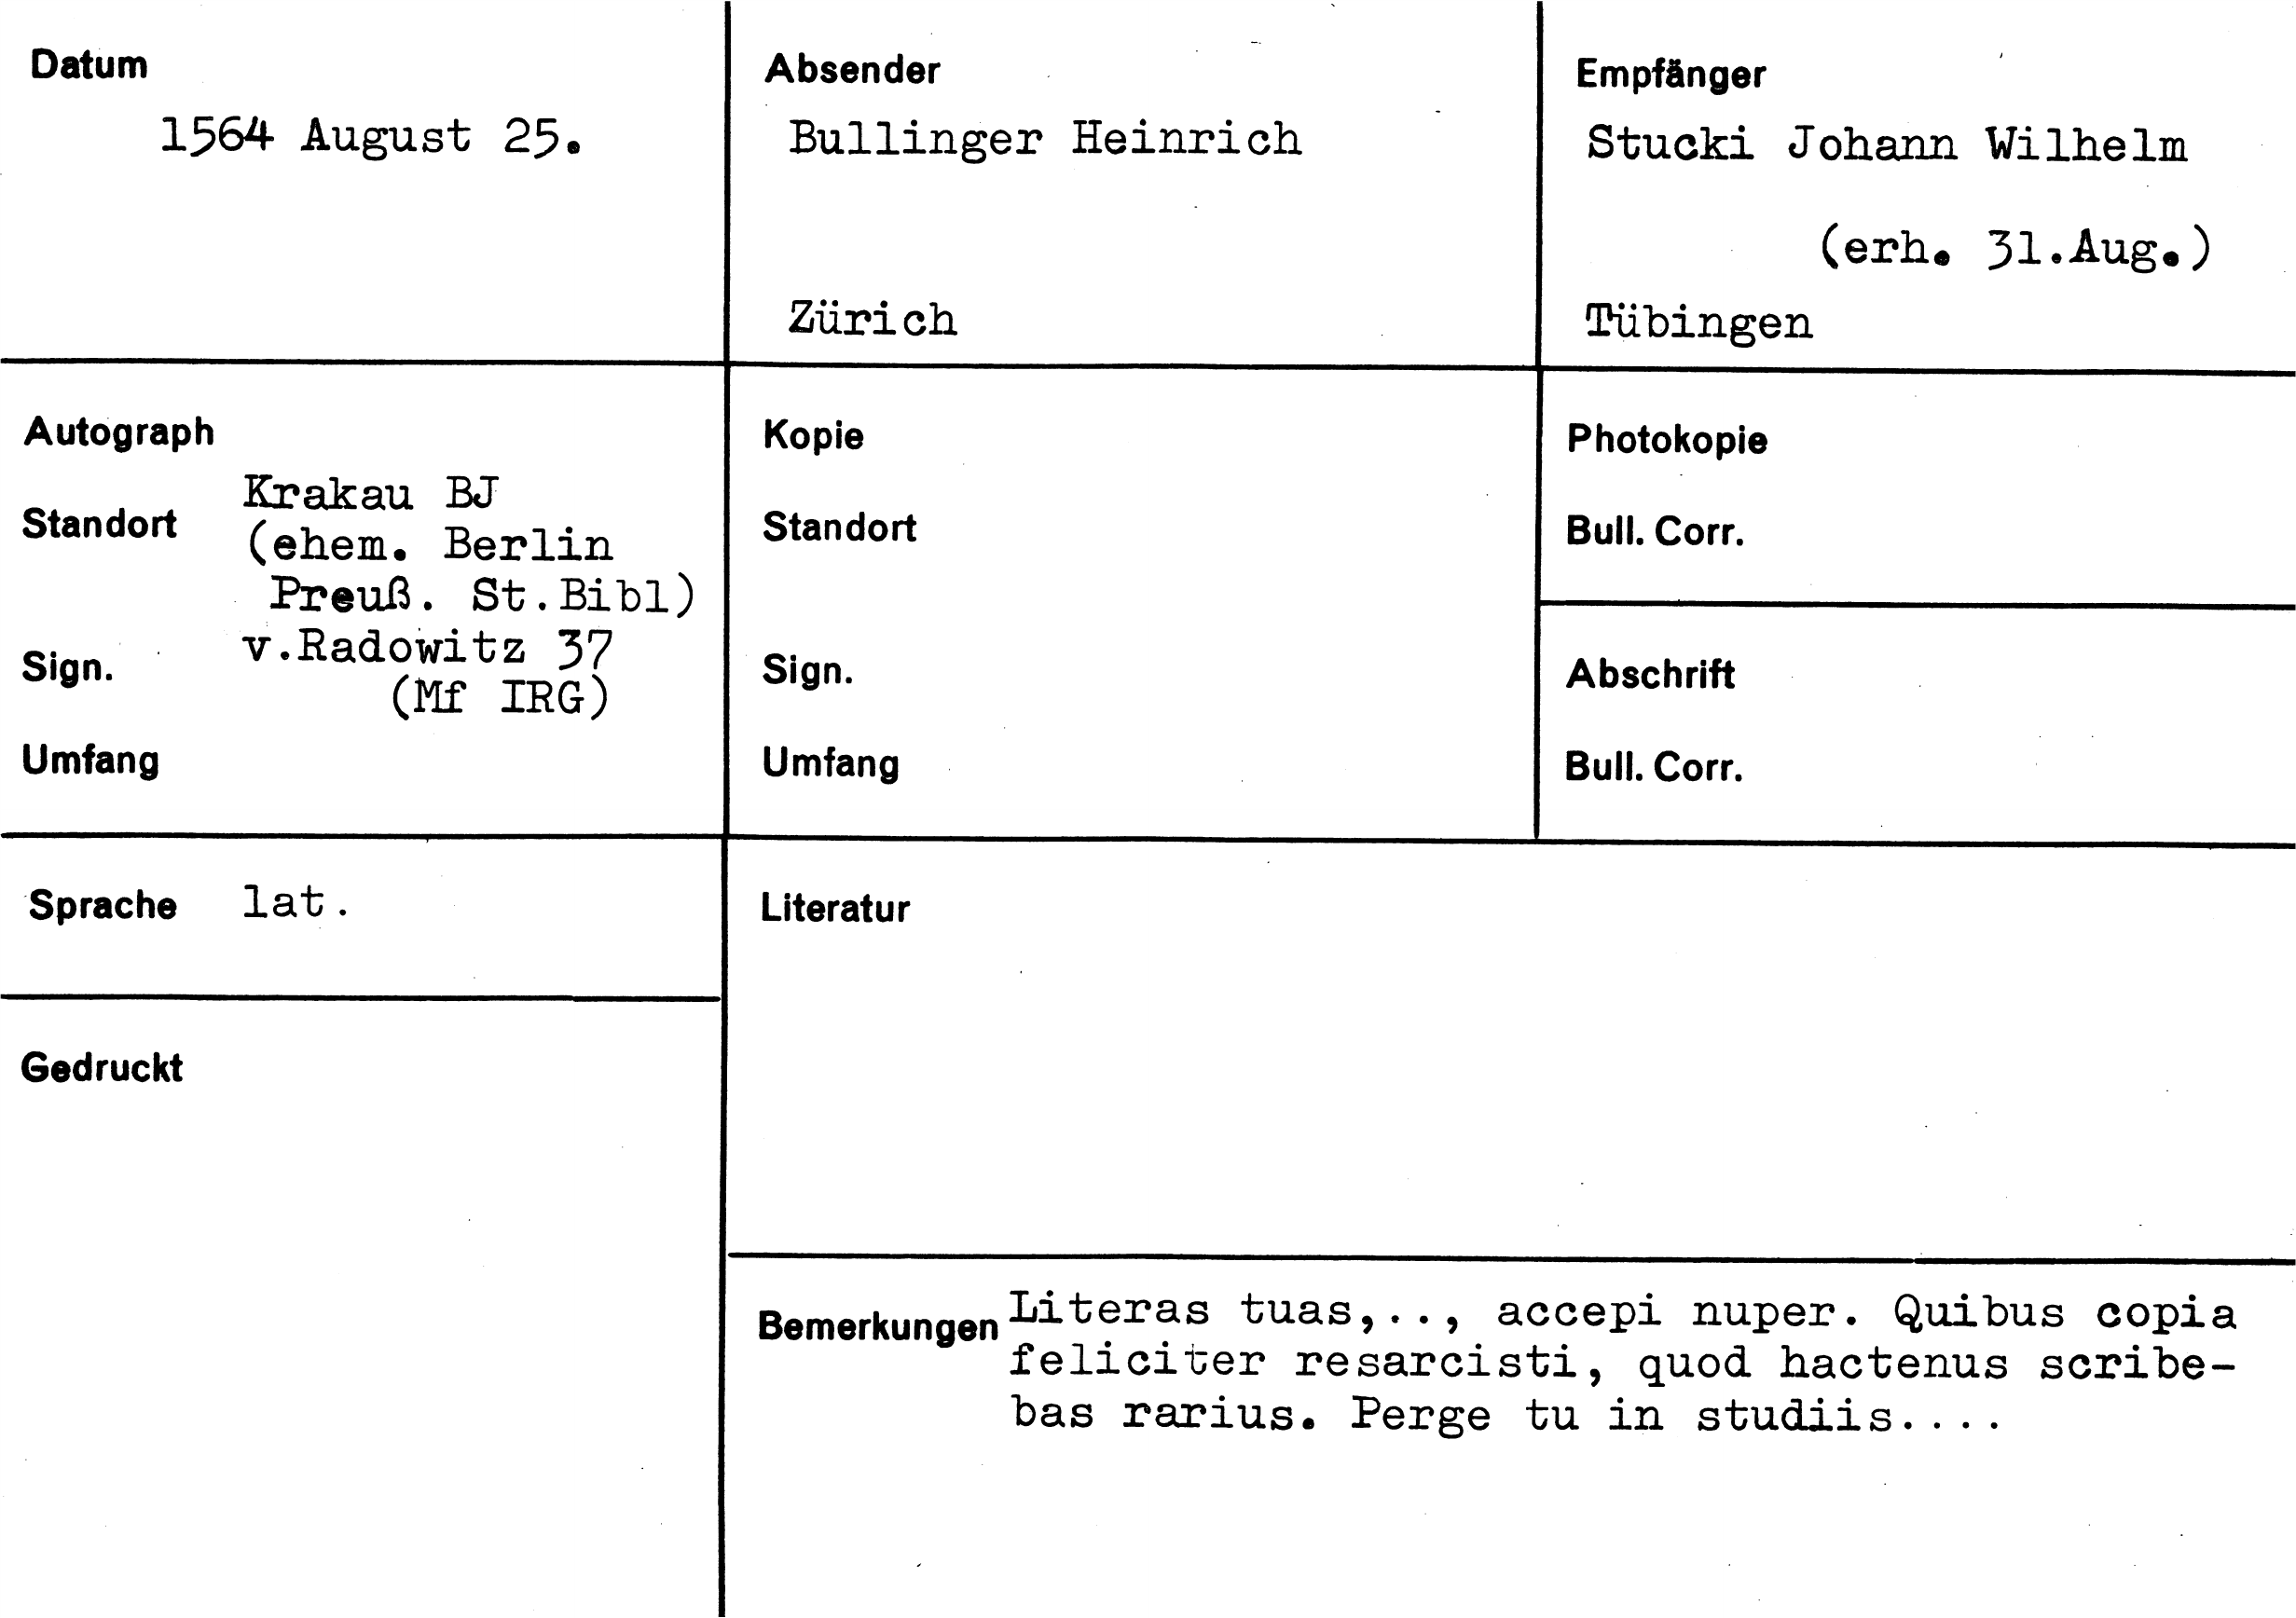 Datum
1564 August 25.
Absender
Bullinger Heinrich
Zürich
Empfänger
Stucki Johann Wilhelm
(erh. 31.Aug.)
Tübingen
Autograph
Standort
Krakau BJ
(ehem. Berlin
Preuß. St.Bibl)
Sign.
v.Radowitz 37
(Mf IRG)
Umfang
Kopie
Standort
Sign.
Umfang
Photokopie
Bull. Corr.
Abschrift
Bull. Corr.
Sprache lat.
Literatur
Gedruckt
Bemerkungen Literas tuas,.., accepi nuper. Quibus copia
feliciter resarcisti, quod hactenus scribe-
bas rarius. Perge tu in studiis....